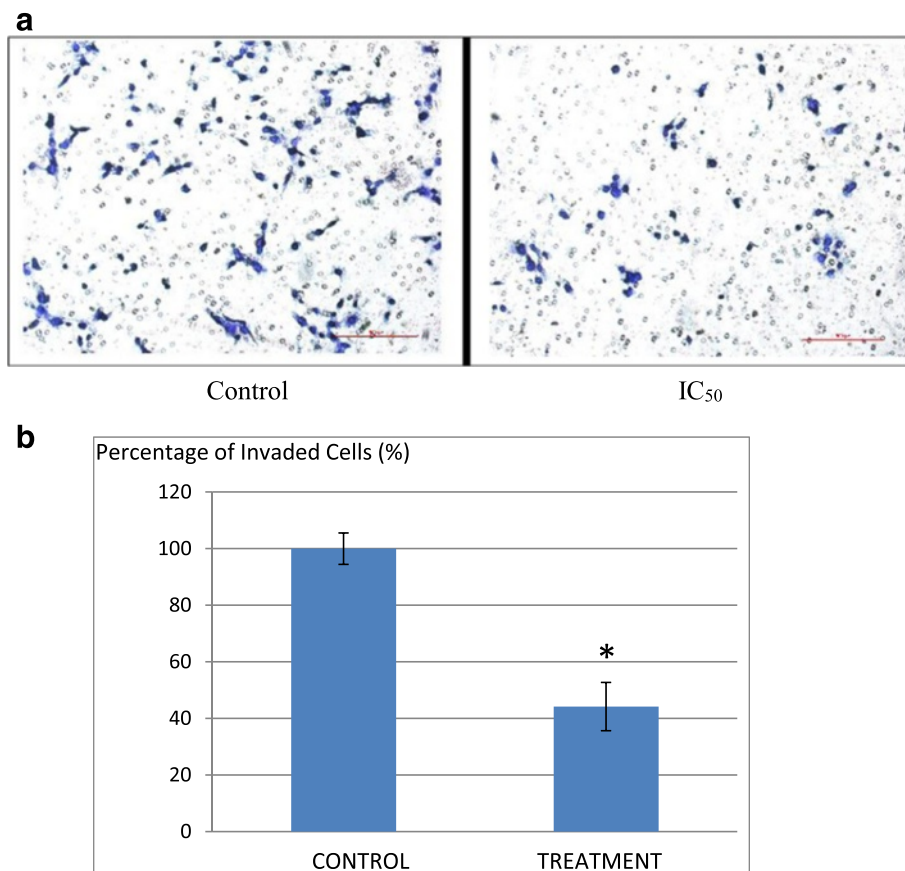 a
Control
IC50
b
Percentage of Invaded Cells (%)
120
100
80
60
*
40
20
0
CONTROL
TREATMENT